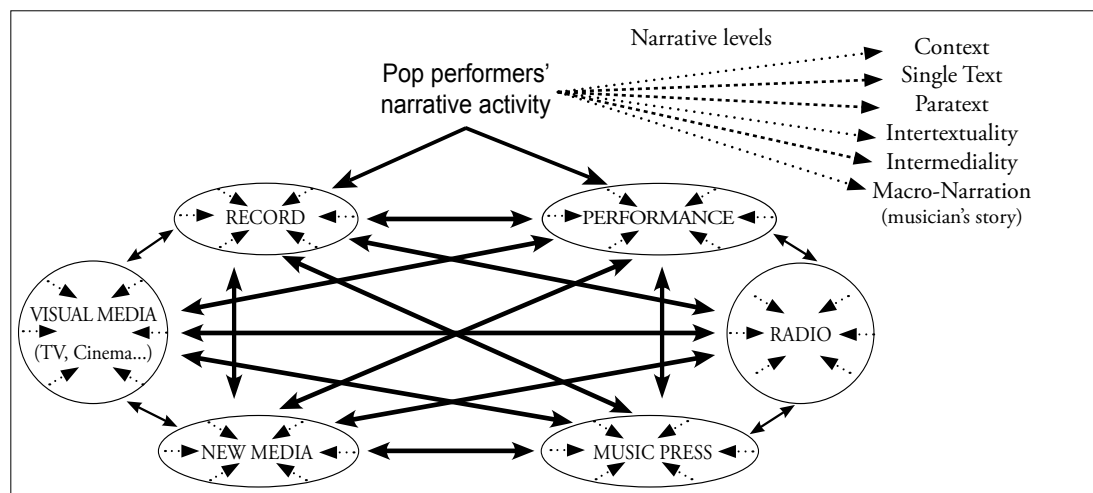 Narrative levels
Pop performers'
narrative activity
Context
Single Text
Paratext
Intertextuality
Intermediality
Macro-Narration
(musician's story)
RECORD
PERFORMANCE
VISUAL MEDIA
(TV, Cinema...)
RADIO
NEW MEDIA
MUSIC PRESS